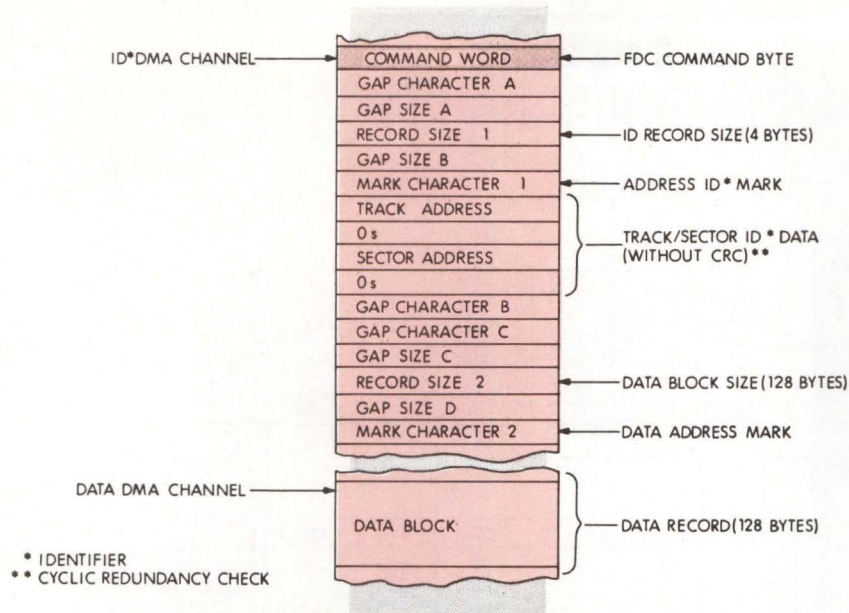 ID*DMA CHANNEL
COMMAND WORD
FDC COMMAND BYTE
GAP CHARACTER A
GAP SIZE A
RECORD SIZE 1
ID RECORD SIZE (4 BYTES)
GAP SIZE B
MARK CHARACTER 1
ADDRESS ID* MARK
TRACK ADDRESS
0s
TRACK/SECTOR ID* DATA
(WITHOUT CRC)**
SECTOR ADDRESS
0s
GAP CHARACTER B
GAP CHARACTER C
GAP SIZE C
RECORD SIZE 2
DATA BLOCK SIZE (128 BYTES)
GAP SIZE D
MARK CHARACTER 2
DATA ADDRESS MARK
DATA DMA CHANNEL
DATA BLOCK
DATA RECORD (128 BYTES)
* IDENTIFIER
** CYCLIC REDUNDANCY CHECK